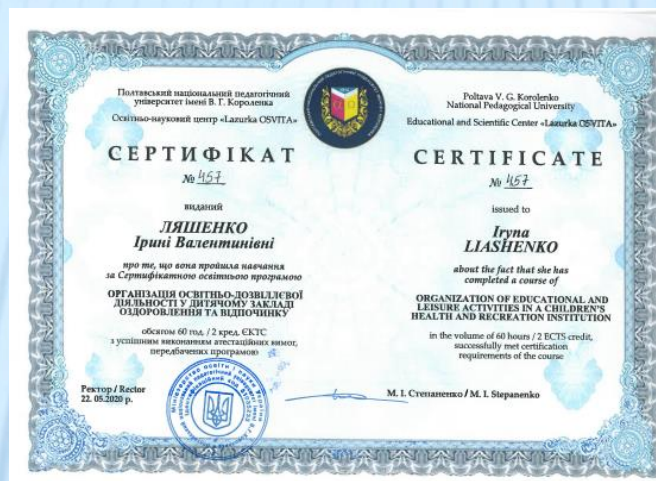 Полтавський національний педагогічний
університет імені В. Г. Короленка
Освітньо-науковий центр «Lazurka OSVITA»
СЕРТИФІКАТ
№ 457
виданий
ЛЯШЕНКО
Ірині Валентинівні
про те, що вона пройшла навчання
за Сертифікатною освітньою програмою
ОРГАНІЗАЦІЯ ОСВІТНЬО-ДОЗВІЛЛЄВОЇ
ДІЯЛЬНОСТІ У ДИТЯЧОМУ ЗАКЛАДІ
ОЗДОРОВЛЕННЯ ТА ВІДПОЧИНКУ
обсягом 60 год. / 2 кред. ЄКТС
з успішним виконанням атестаційних вимог,
передбачених програмою
Ректор / Rector
22. 05.2020 р.
Poltava V. G. Korolenko
National Pedagogical University
Educational and Scientific Center «Lazurka OSVITA»
CERTIFICATE
№ 457
issued to
Iryna
LIASHENKO
about the fact that she has
completed a course of
ORGANIZATION OF EDUCATIONAL AND
LEISURE ACTIVITIES IN A CHILDREN'S
HEALTH AND RECREATION INSTITUTION
in the volume of 60 hours / 2 ECTS credit,
successfully met certification
requirements of the course
М. І. Степаненко / M. I. Stepanenko